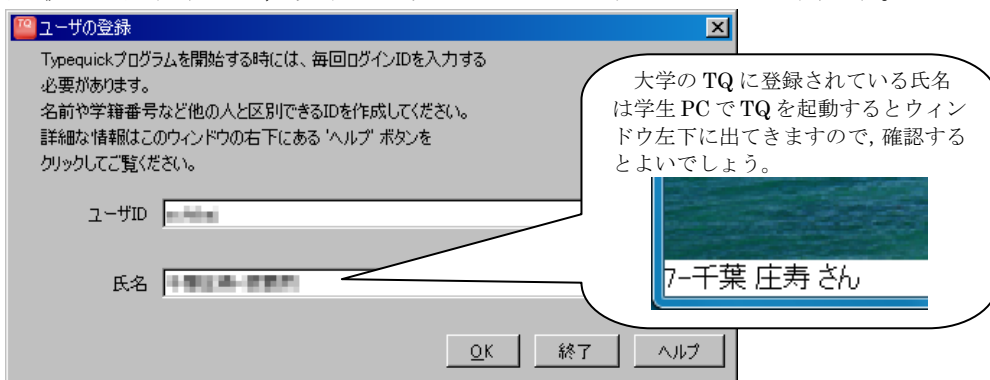 TQ ユーザの登録
Typequickプログラムを開始する時には、毎回ログインIDを入力する
必要があります。
名前や学籍番号など他の人と区別できるIDを作成してください。
詳細な情報はこのウィンドウの右下にある 'ヘルプ' ボタンを
クリックしてご覧ください。
ユーザID
氏名
OK 終了 ヘルプ
大学の TQ に登録されている氏名
は学生 PC で TQ を起動するとウィン
ドウ左下に出てきますので, 確認する
とよいでしょう。
7-千葉 庄寿 さん